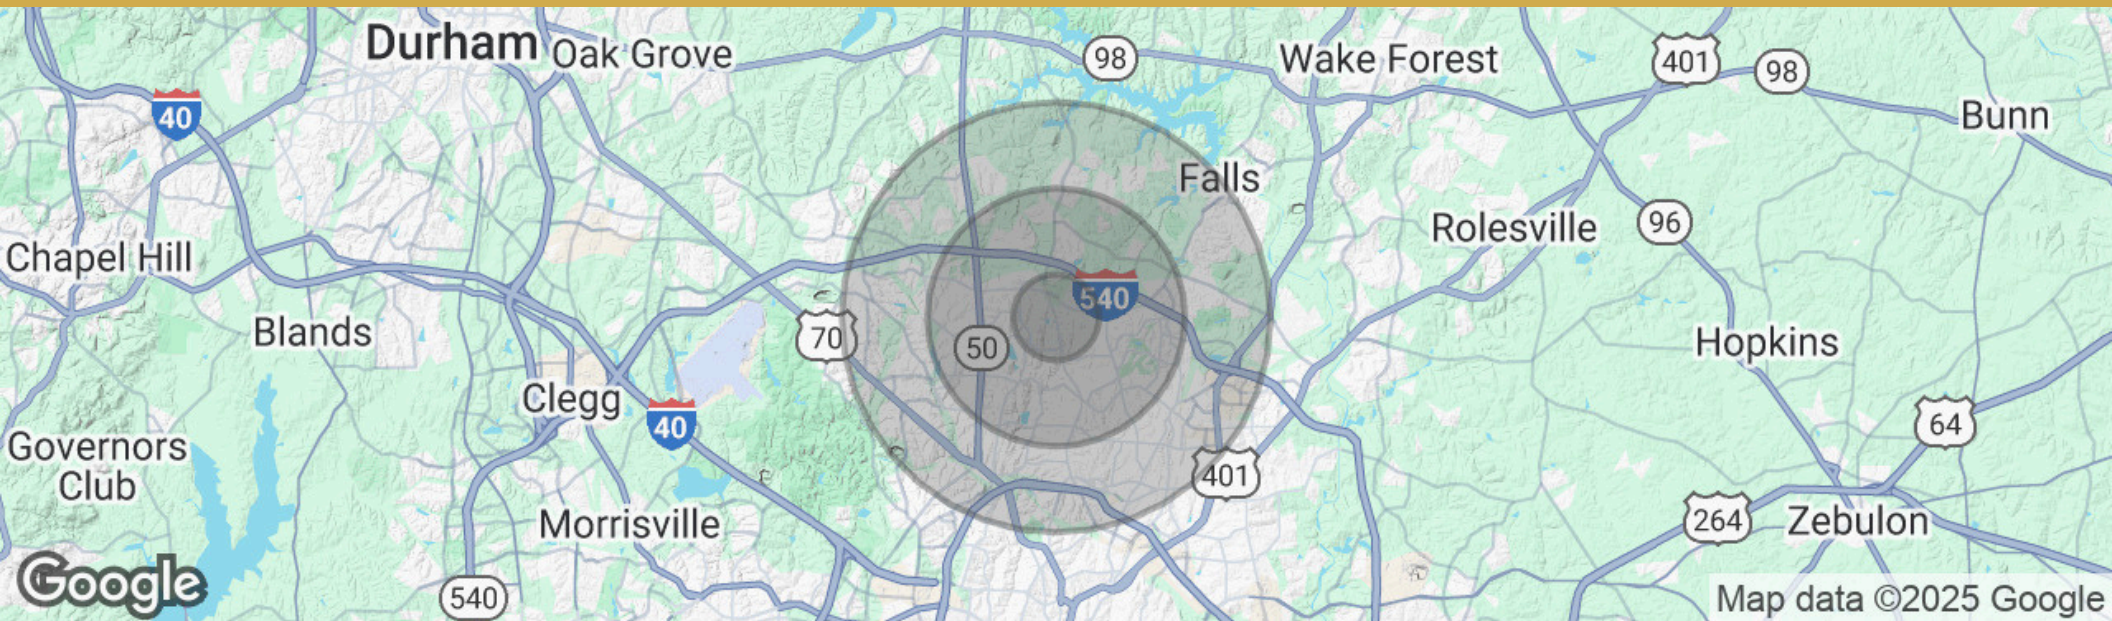 Durham
Oak Grove
98
Wake Forest
401
98
40
Bunn
Falls
Rolesville
96
Chapel Hill
540
Blands
70
50
Hopkins
Clegg
40
64
Governors
Club
401
Morrisville
264
Zebulon
Google
540
Map data ©2025 Google